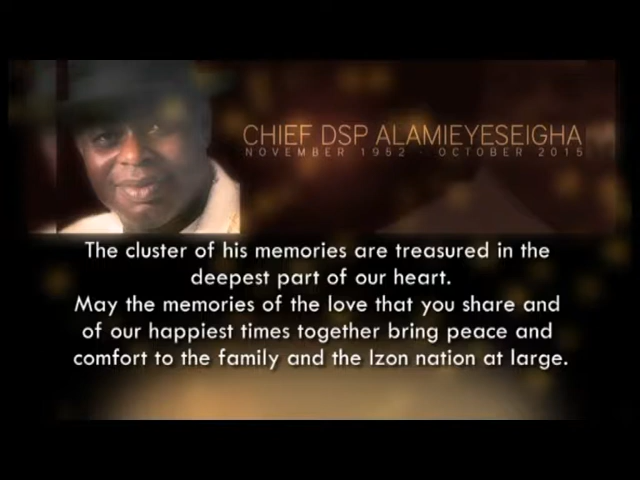 CHIEF DSP ALAMIEYESEIGHA
NOVEMBER 1952 - OCTOBER 2015
The cluster of his memories are treasured in the
deepest part of our heart.
May the memories of the love that you share and
of our happiest times together bring peace and
comfort to the family and the Izon nation at large.